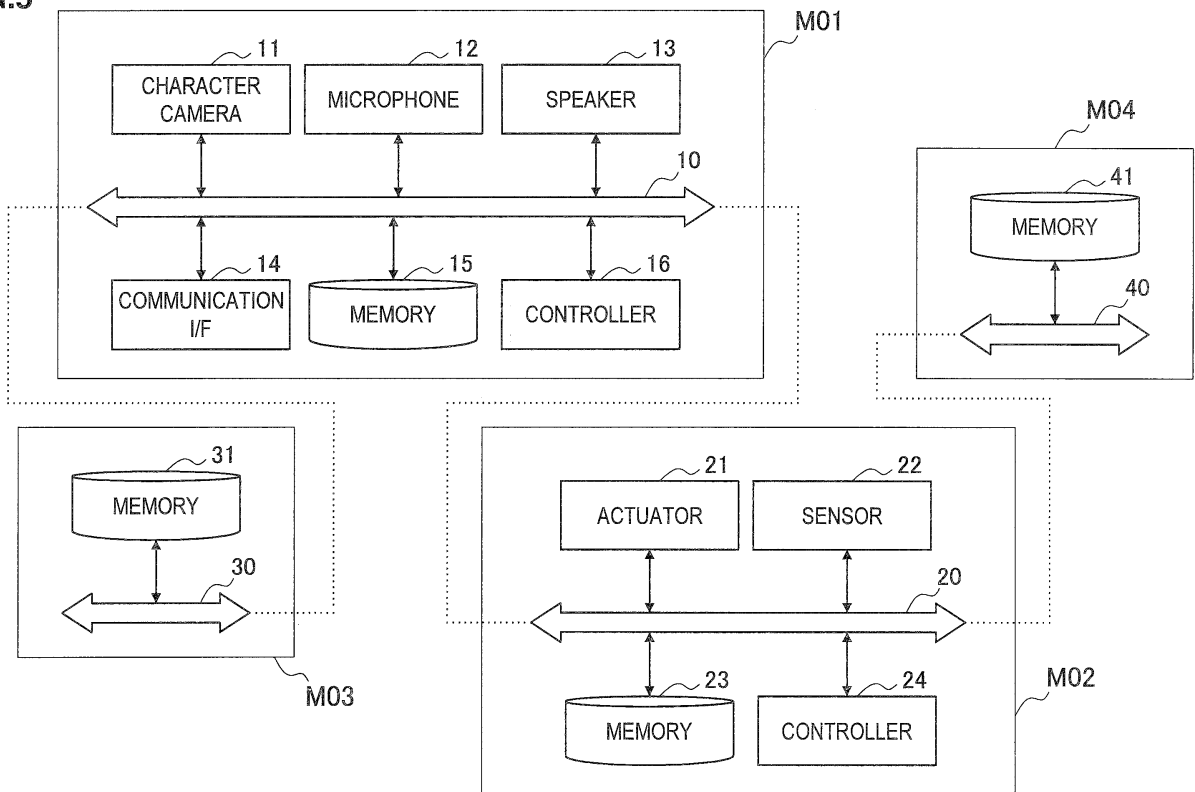 M01
11
12
13
CHARACTER
CAMERA
MICROPHONE
SPEAKER
10
14
15
16
COMMUNICATION
I/F
MEMORY
CONTROLLER
M04
41
MEMORY
40
31
MEMORY
30
M03
21
22
ACTUATOR
SENSOR
20
23
24
MEMORY
CONTROLLER
M02